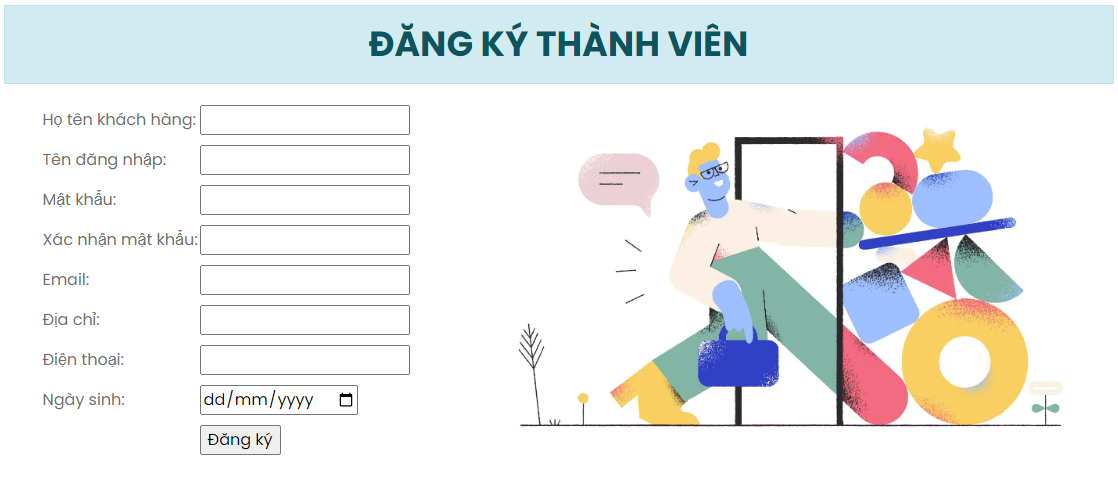 ĐĂNG KÝ THÀNH VIÊN
Họ tên khách hàng:
Tên đăng nhập:
Mật khẩu:
Xác nhận mật khẩu:
Email:
Địa chỉ:
Điện thoại:
Ngày sinh: dd/mm/yyyy
Đăng ký